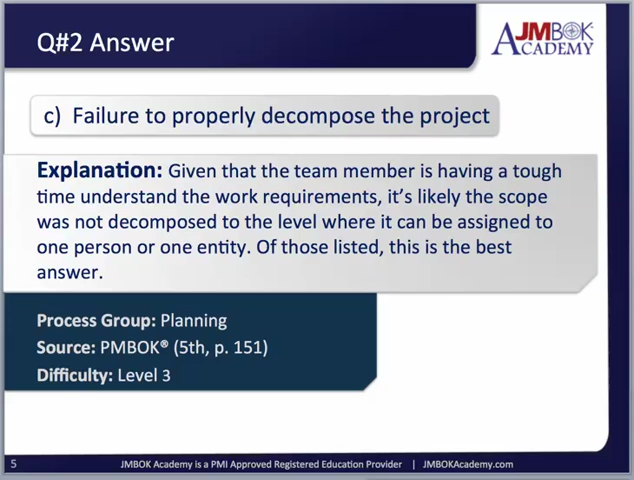 Q#2 Answer
AJMBOK
ACADEMY
c) Failure to properly decompose the project
Explanation: Given that the team member is having a tough
time understand the work requirements, it's likely the scope
was not decomposed to the level where it can be assigned to
one person or one entity. Of those listed, this is the best
answer.
Process Group: Planning
Source: PMBOK® (5th, p. 151)
Difficulty: Level 3
5
JMBOK Academy is a PMI Approved Registered Education Provider | JMBOKAcademy.com